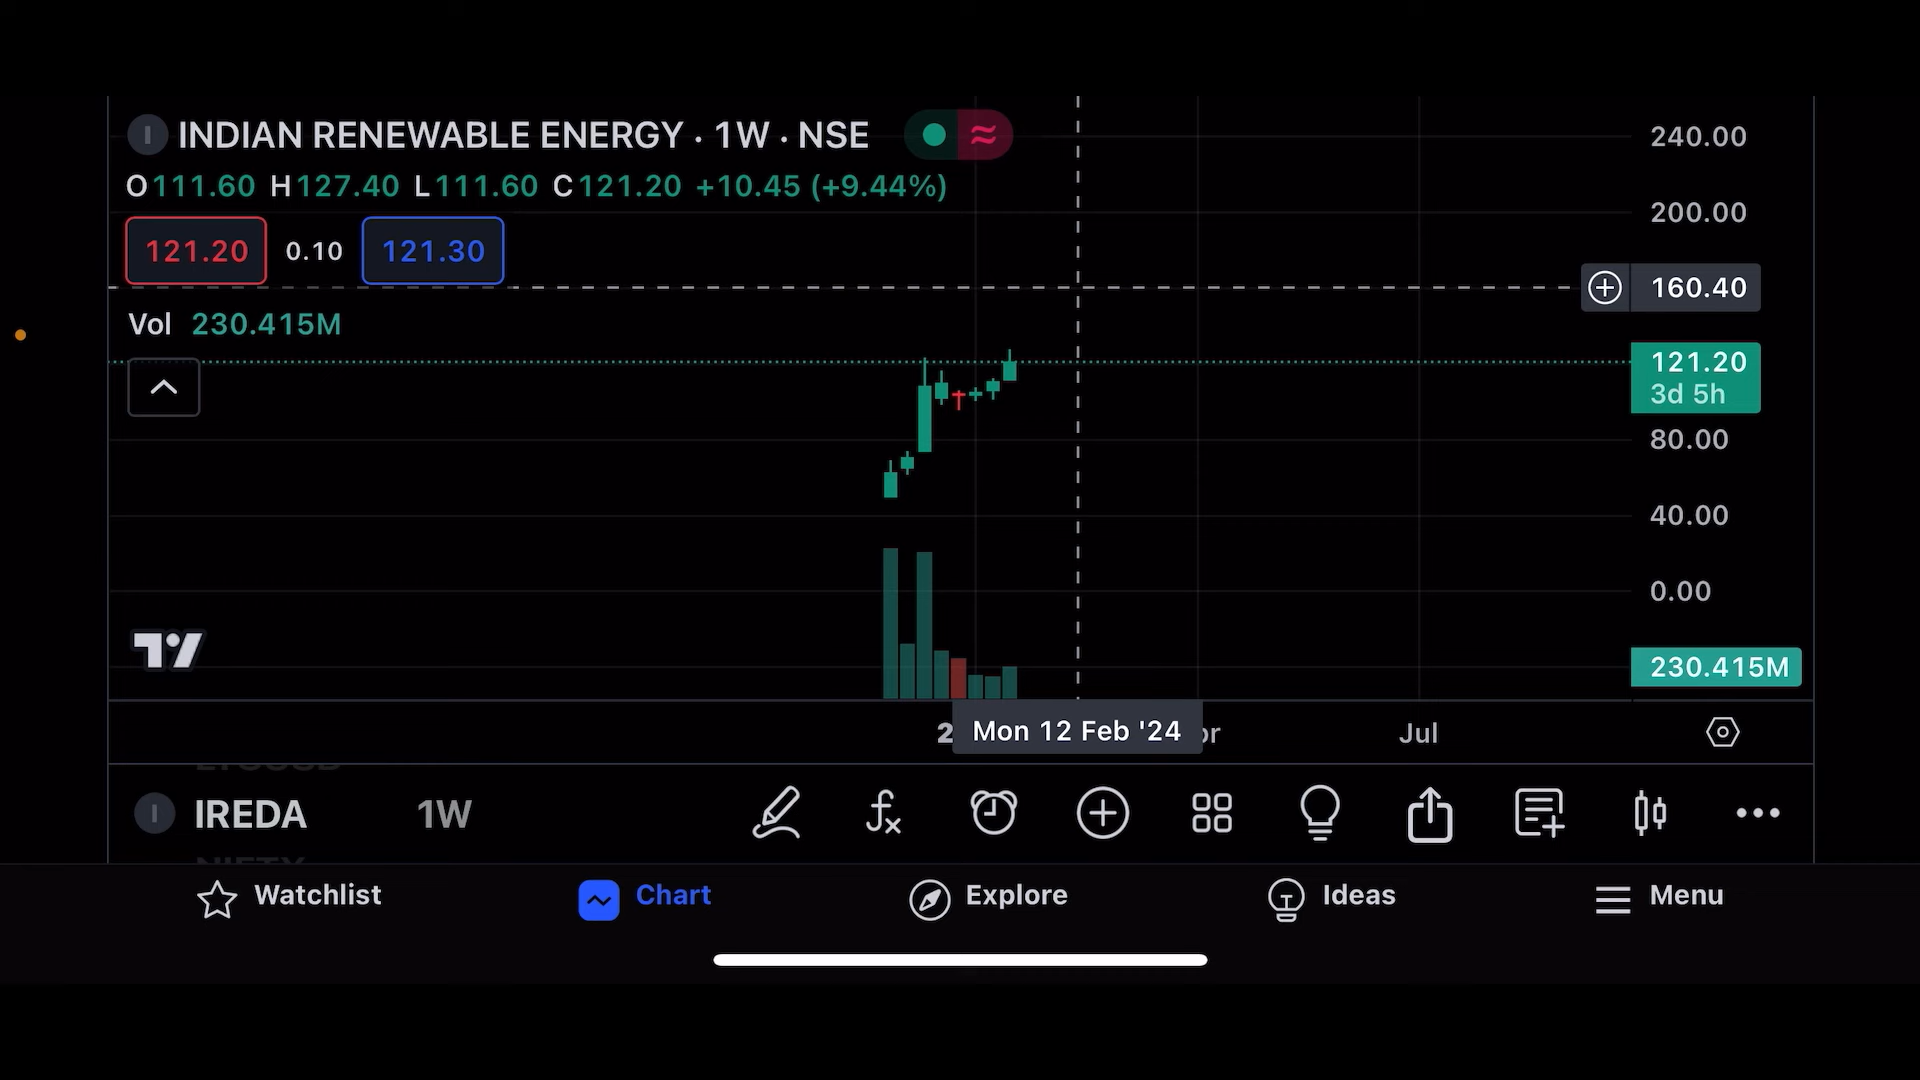 INDIAN RENEWABLE ENERGY · 1W · NSE
O111.60 H127.40 L111.60 C121.20 +10.45 (+9.44%)
121.20 0.10 121.30
Vol 230.415M
240.00
200.00
160.40
121.20
3d 5h
80.00
40.00
0.00
230.415M
2 Mon 12 Feb '24 Jul
I IREDA 1W
Watchlist Chart Explore Ideas Menu